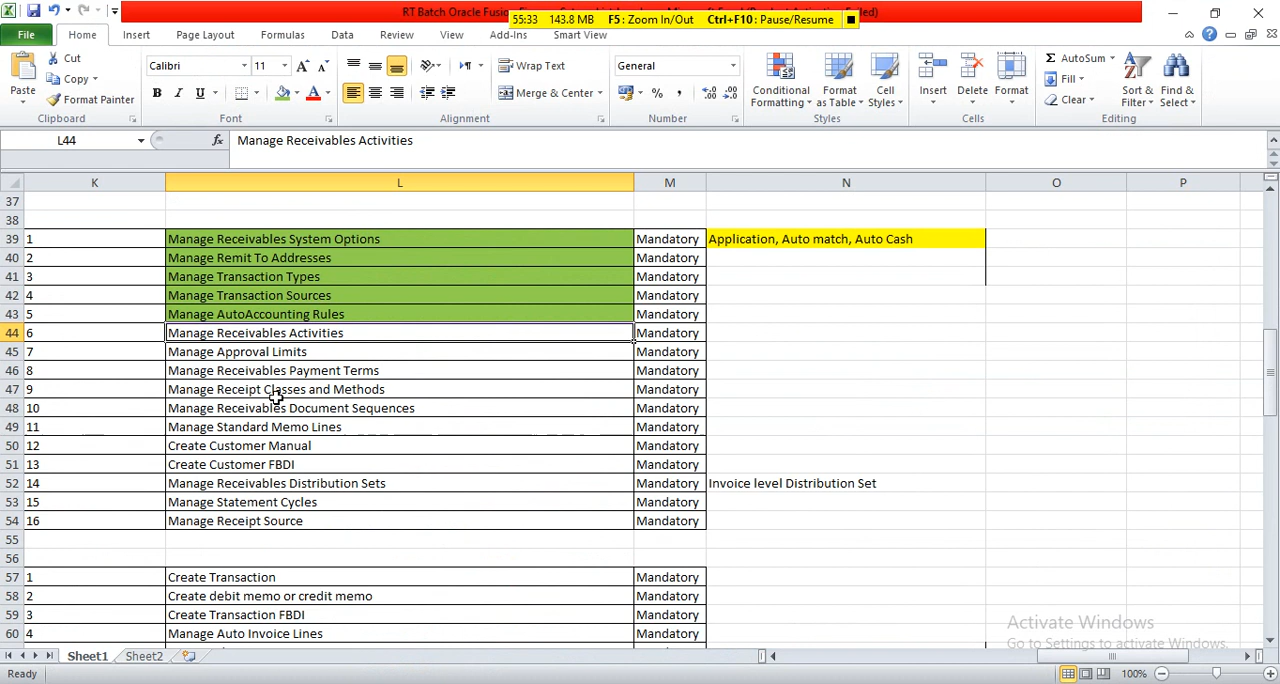 RT Batch Oracle
55:33 143.8 MB F5: Zoom In/Out Ctrl+F10: Pause/Resume
File Home Insert Page Layout Formulas Data Review View Add-Ins Smart View
Paste Cut Copy Format Painter Clipboard
Calibri 11 B I U A Font
Wrap Text Merge & Center Alignment
General % , Number
Conditional Formatting Format as Table Cell Styles Styles
Insert Delete Format Cells
Σ AutoSum Fill Clear Sort & Filter Find & Select Editing
L44 fx Manage Receivables Activities
K L M N O P
37
38
39 1 Manage Receivables System Options Mandatory Application, Auto match, Auto Cash
40 2 Manage Remit To Addresses Mandatory
41 3 Manage Transaction Types Mandatory
42 4 Manage Transaction Sources Mandatory
43 5 Manage AutoAccounting Rules Mandatory
44 6 Manage Receivables Activities Mandatory
45 7 Manage Approval Limits Mandatory
46 8 Manage Receivables Payment Terms Mandatory
47 9 Manage Receipt Classes and Methods Mandatory
48 10 Manage Receivables Document Sequences Mandatory
49 11 Manage Standard Memo Lines Mandatory
50 12 Create Customer Manual Mandatory
51 13 Create Customer FBDI Mandatory
52 14 Manage Receivables Distribution Sets Mandatory Invoice level Distribution Set
53 15 Manage Statement Cycles Mandatory
54 16 Manage Receipt Source Mandatory
55
56
57 1 Create Transaction Mandatory
58 2 Create debit memo or credit memo Mandatory
59 3 Create Transaction FBDI Mandatory
60 4 Manage Auto Invoice Lines Mandatory
Activate Windows
Go to Settings to activate Windows.
Sheet1 Sheet2
Ready 100%